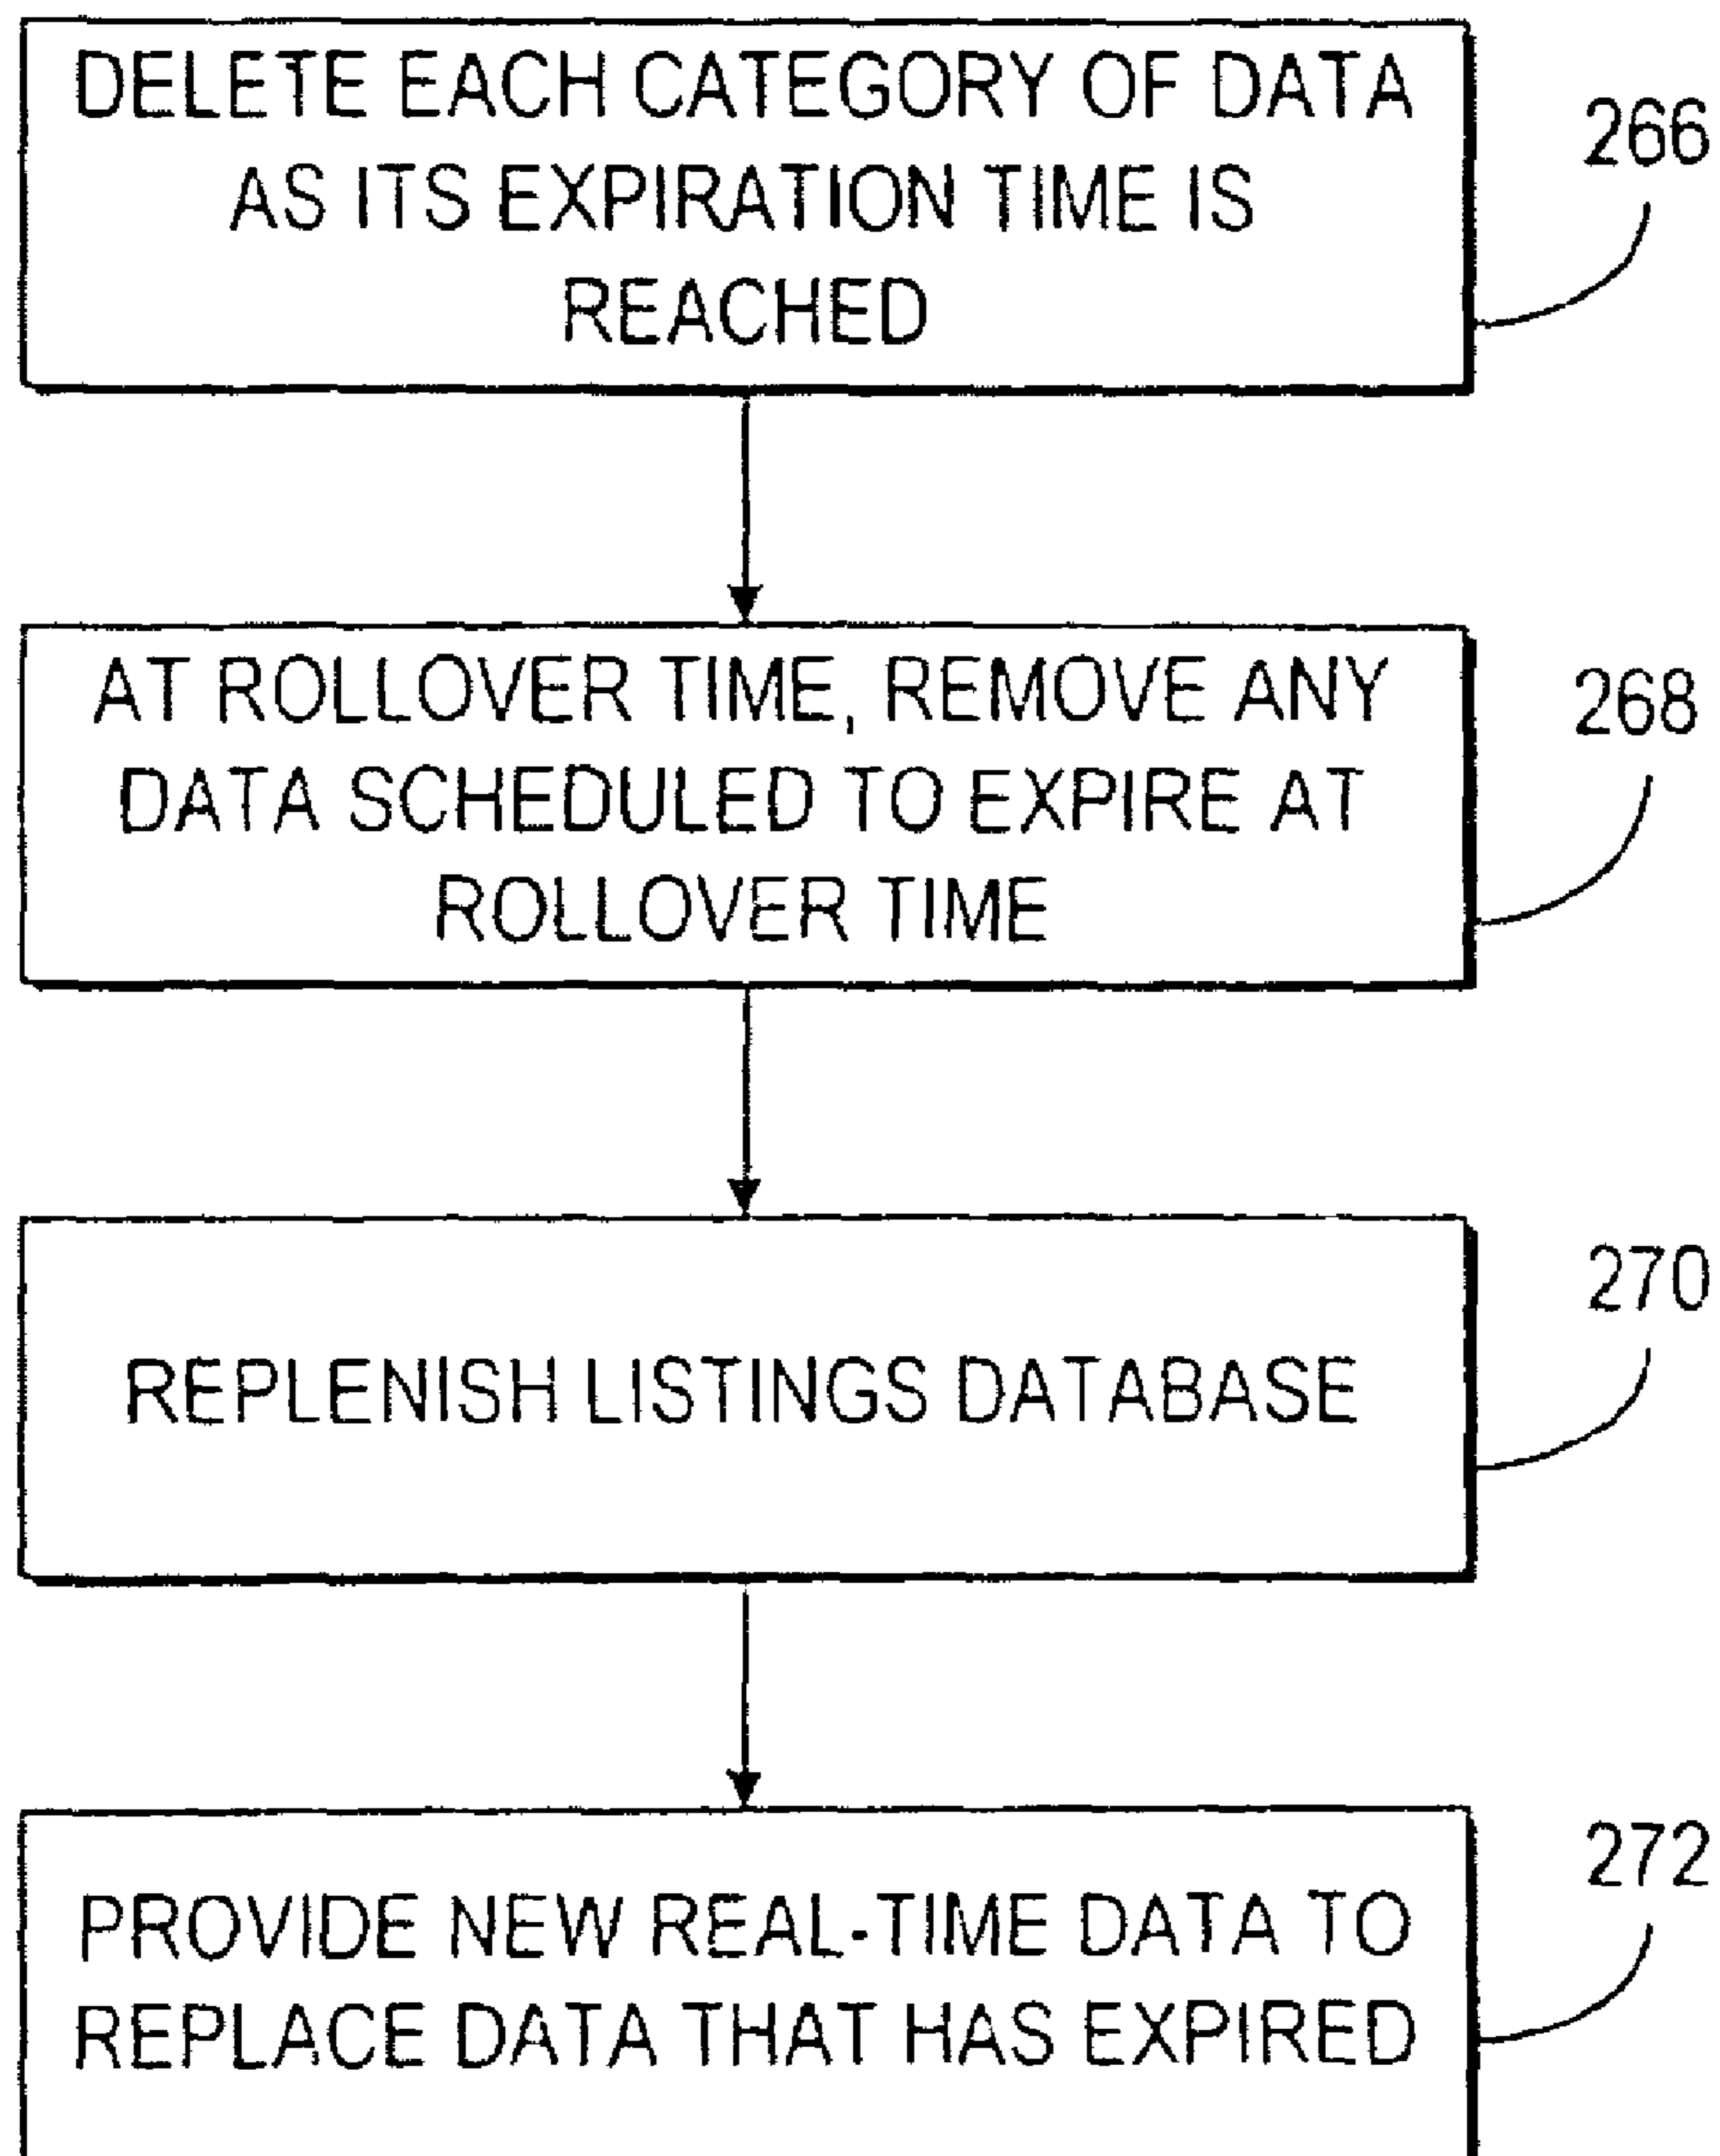 DELETE EACH CATEGORY OF DATA
AS ITS EXPIRATION TIME IS
REACHED
266
AT ROLLOVER TIME, REMOVE ANY
DATA SCHEDULED TO EXPIRE AT
ROLLOVER TIME
268
REPLENISH LISTINGS DATABASE
270
PROVIDE NEW REAL-TIME DATA TO
REPLACE DATA THAT HAS EXPIRED
272